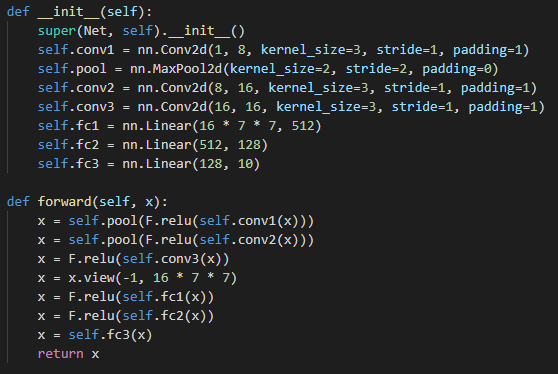 def __init__(self):
    super(Net, self).__init__()
    self.conv1 = nn.Conv2d(1, 8, kernel_size=3, stride=1, padding=1)
    self.pool = nn.MaxPool2d(kernel_size=2, stride=2, padding=0)
    self.conv2 = nn.Conv2d(8, 16, kernel_size=3, stride=1, padding=1)
    self.conv3 = nn.Conv2d(16, 16, kernel_size=3, stride=1, padding=1)
    self.fc1 = nn.Linear(16 * 7 * 7, 512)
    self.fc2 = nn.Linear(512, 128)
    self.fc3 = nn.Linear(128, 10)

def forward(self, x):
    x = self.pool(F.relu(self.conv1(x)))
    x = self.pool(F.relu(self.conv2(x)))
    x = F.relu(self.conv3(x))
    x = x.view(-1, 16 * 7 * 7)
    x = F.relu(self.fc1(x))
    x = F.relu(self.fc2(x))
    x = self.fc3(x)
    return x